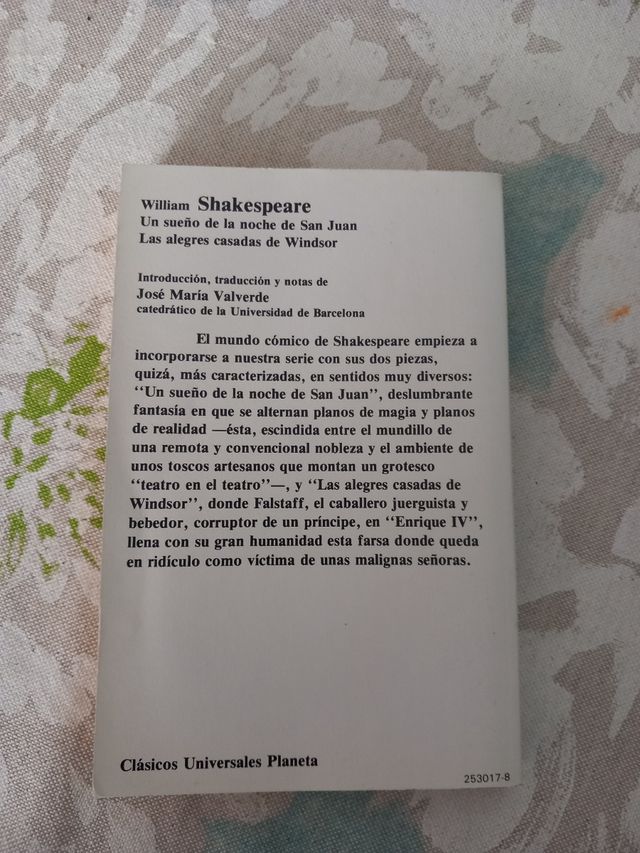 William Shakespeare
Un sueño de la noche de San Juan
Las alegres casadas de Windsor
Introducción, traducción y notas de
José María Valverde
catedrático de la Universidad de Barcelona
El mundo cómico de Shakespeare empieza a
incorporarse a nuestra serie con sus dos piezas,
quizá, más caracterizadas, en sentidos muy diversos:
“Un sueño de la noche de San Juan”, deslumbrante
fantasía en que se alternan planos de magia y planos
de realidad —ésta, escindida entre el mundillo de
una remota y convencional nobleza y el ambiente de
unos toscos artesanos que montan un grotesco
“teatro en el teatro”—, y “Las alegres casadas de
Windsor”, donde Falstaff, el caballero juerguista y
bebedor, corruptor de un príncipe, en “Enrique IV”,
llena con su gran humanidad esta farsa donde queda
en ridículo como víctima de unas malignas señoras.
Clásicos Universales Planeta
253017-8